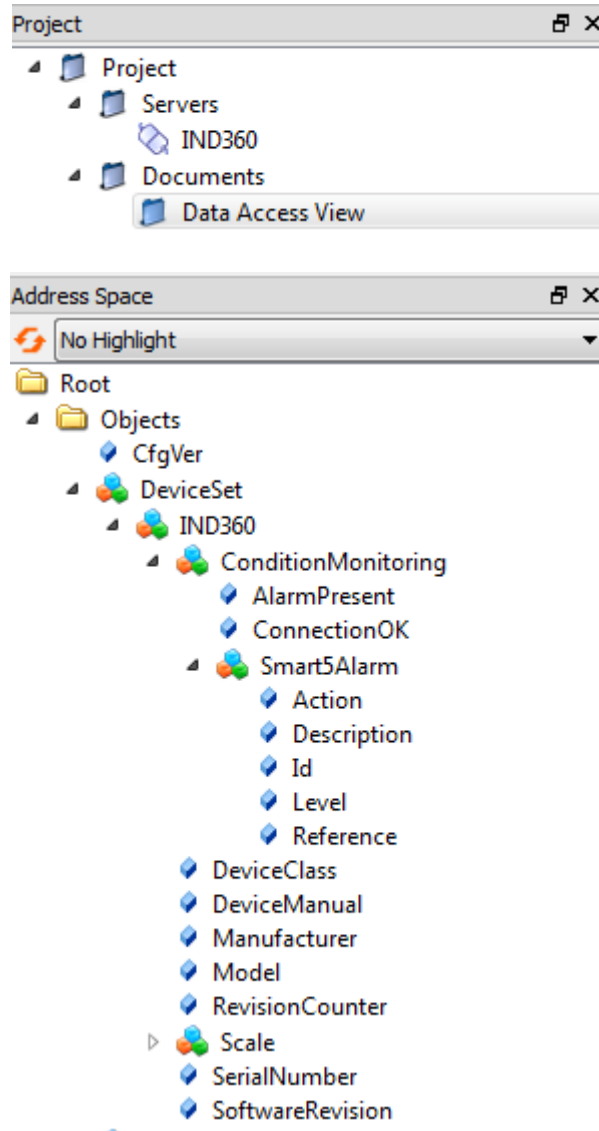 Project
Project
Servers
IND360
Documents
Data Access View
Address Space
No Highlight
Root
Objects
CfgVer
DeviceSet
IND360
ConditionMonitoring
AlarmPresent
ConnectionOK
Smart5Alarm
Action
Description
Id
Level
Reference
DeviceClass
DeviceManual
Manufacturer
Model
RevisionCounter
Scale
SerialNumber
SoftwareRevision